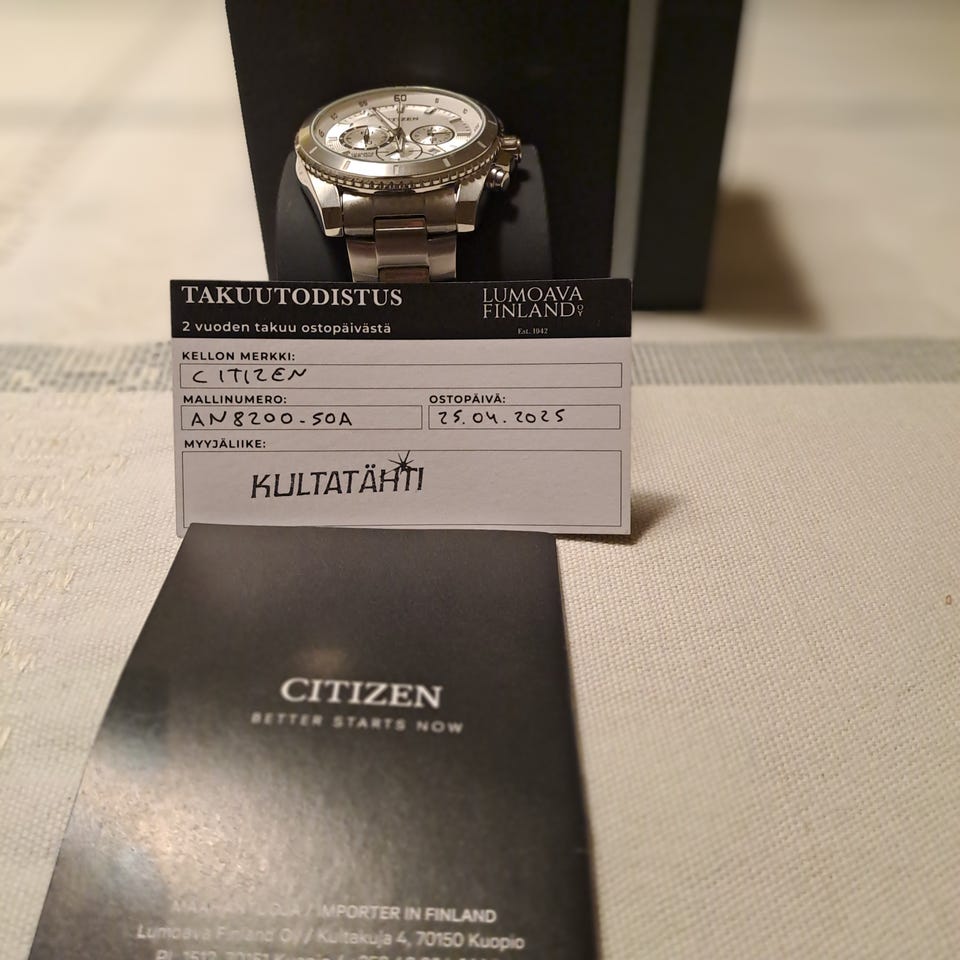 60
CITIZEN
TAKUUTODISTUS
2 vuoden takuu ostopäivästä
LUMOAVA
FINLAND OY
Est. 1942
KELLON MERKKI:
CITIZEN
MALLINUMERO:
AN8200-50A
OSTOPÄIVÄ:
25.04.2025
MYYJÄLIIKE:
KULTATÄHTI
CITIZEN
BETTER STARTS NOW
MAAHANTUOJA / IMPORTER IN FINLAND
Lumoava Finland Oy / Kultakuja 4, 70150 Kuopio